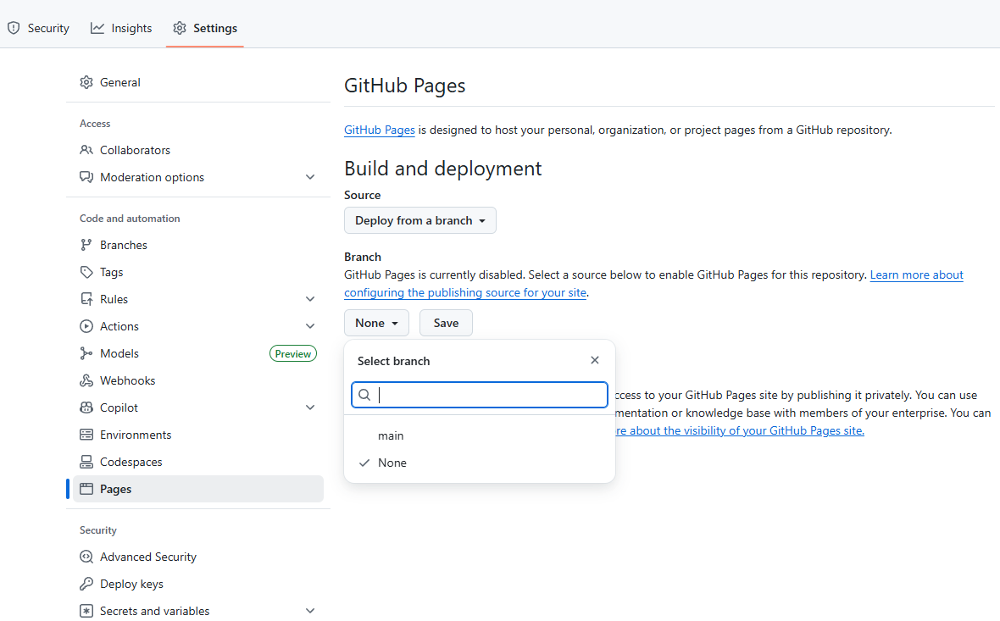 Security
Insights
Settings
General
Access
Collaborators
Moderation options
Code and automation
Branches
Tags
Rules
Actions
Models
Preview
Webhooks
Copilot
Environments
Codespaces
Pages
Security
Advanced Security
Deploy keys
Secrets and variables
GitHub Pages
GitHub Pages is designed to host your personal, organization, or project pages from a GitHub repository.
Build and deployment
Source
Deploy from a branch
Branch
GitHub Pages is currently disabled. Select a source below to enable GitHub Pages for this repository. Learn more about
configuring the publishing source for your site.
None
Save
Select branch
main
None
to your GitHub Pages site by publishing it privately. You can use
or knowledge base with members of your enterprise. You can
about the visibility of your GitHub Pages site.